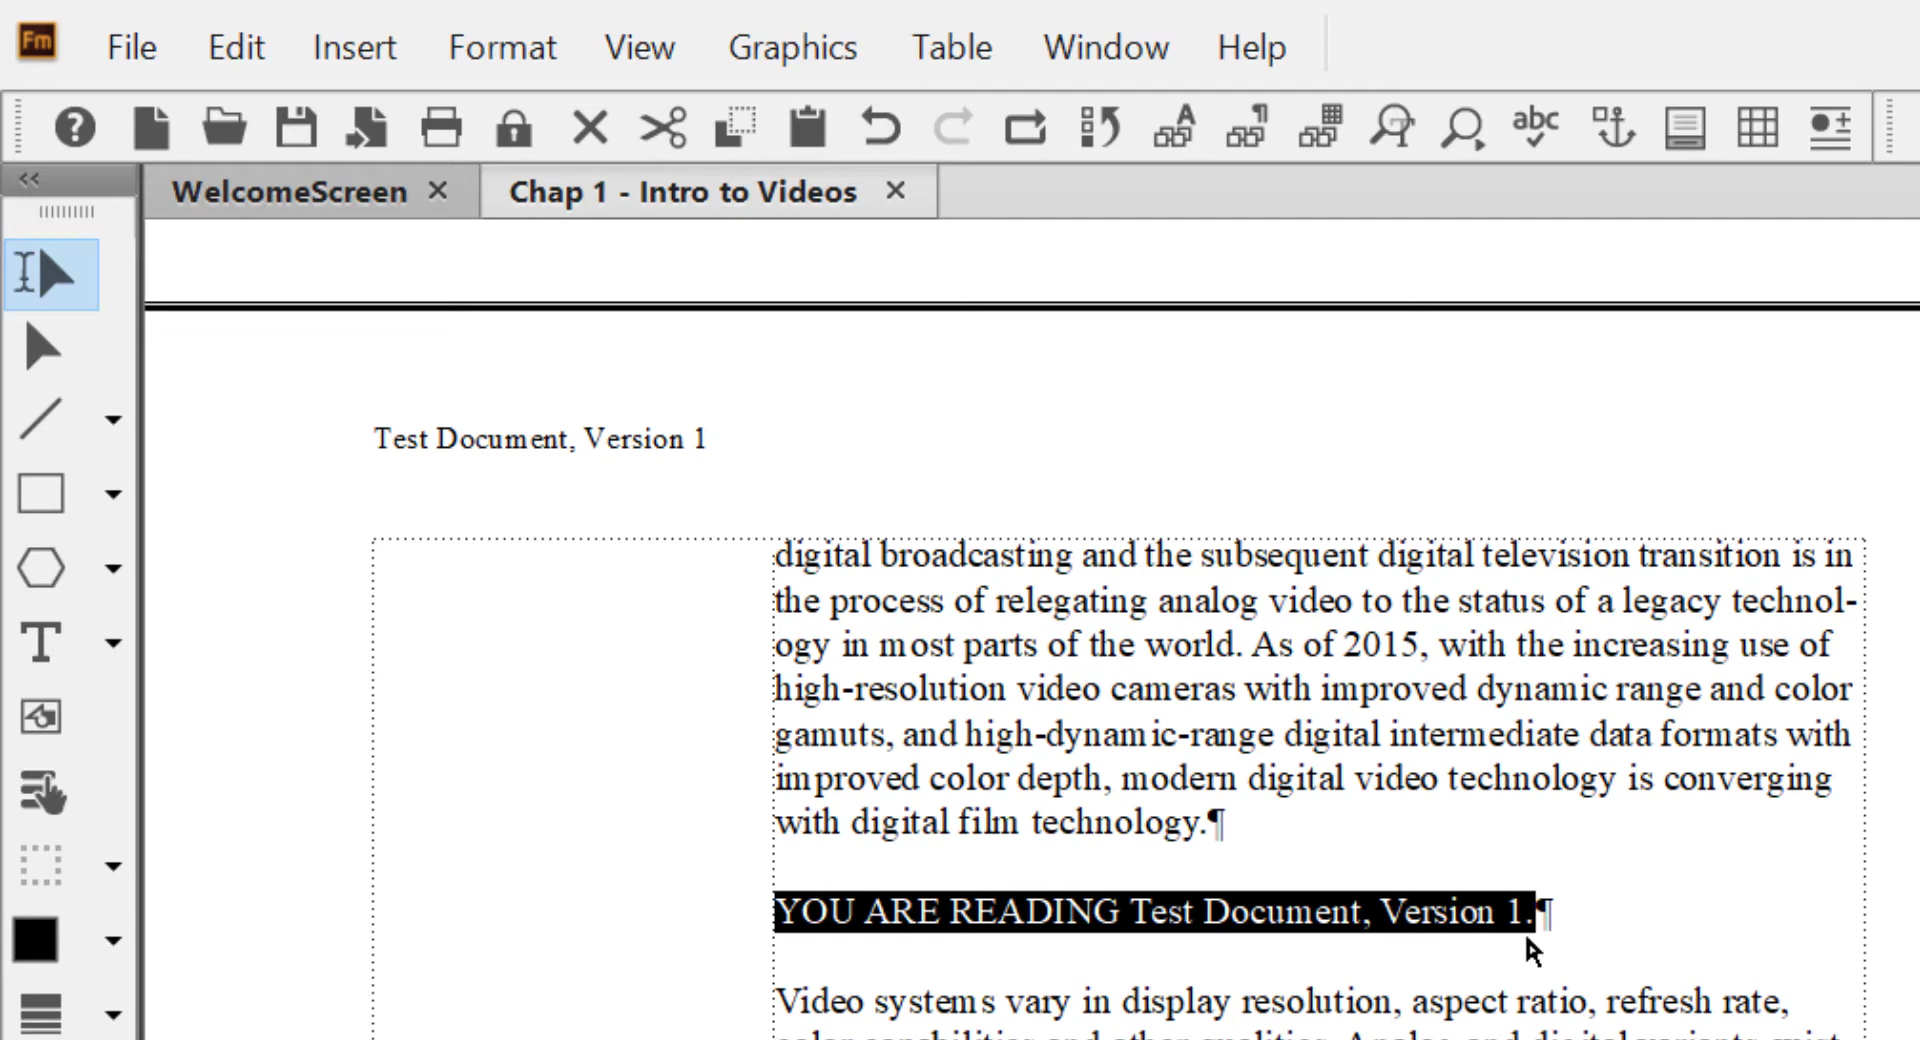 Fm File Edit Insert Format View Graphics Table Window Help
abc
WelcomeScreen × Chap 1 - Intro to Videos ×
Test Document, Version 1
digital broadcasting and the subsequent digital television transition is in
the process of relegating analog video to the status of a legacy technol-
ogy in most parts of the world. As of 2015, with the increasing use of
high-resolution video cameras with improved dynamic range and color
gamuts, and high-dynamic-range digital intermediate data formats with
improved color depth, modern digital video technology is converging
with digital film technology.¶
YOU ARE READING Test Document, Version 1.¶
Video systems vary in display resolution, aspect ratio, refresh rate,